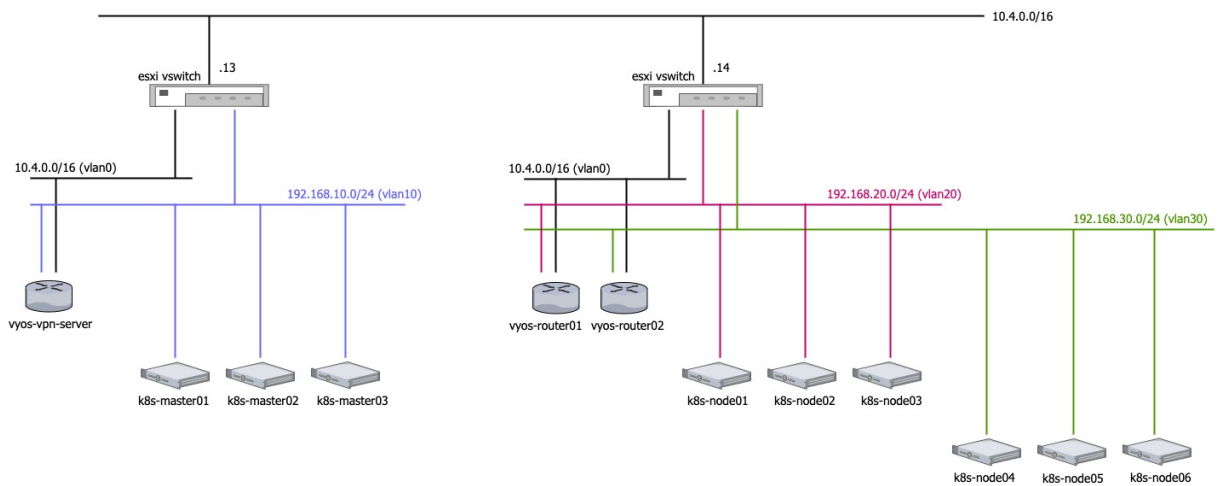 10.4.0.0/16
.13
.14
esxi vswitch
esxi vswitch
10.4.0.0/16 (vlan0)
10.4.0.0/16 (vlan0)
192.168.10.0/24 (vlan10)
192.168.20.0/24 (vlan20)
192.168.30.0/24 (vlan30)
vyos-vpn-server
vyos-router01
vyos-router02
k8s-master01
k8s-master02
k8s-master03
k8s-node01
k8s-node02
k8s-node03
k8s-node04
k8s-node05
k8s-node06